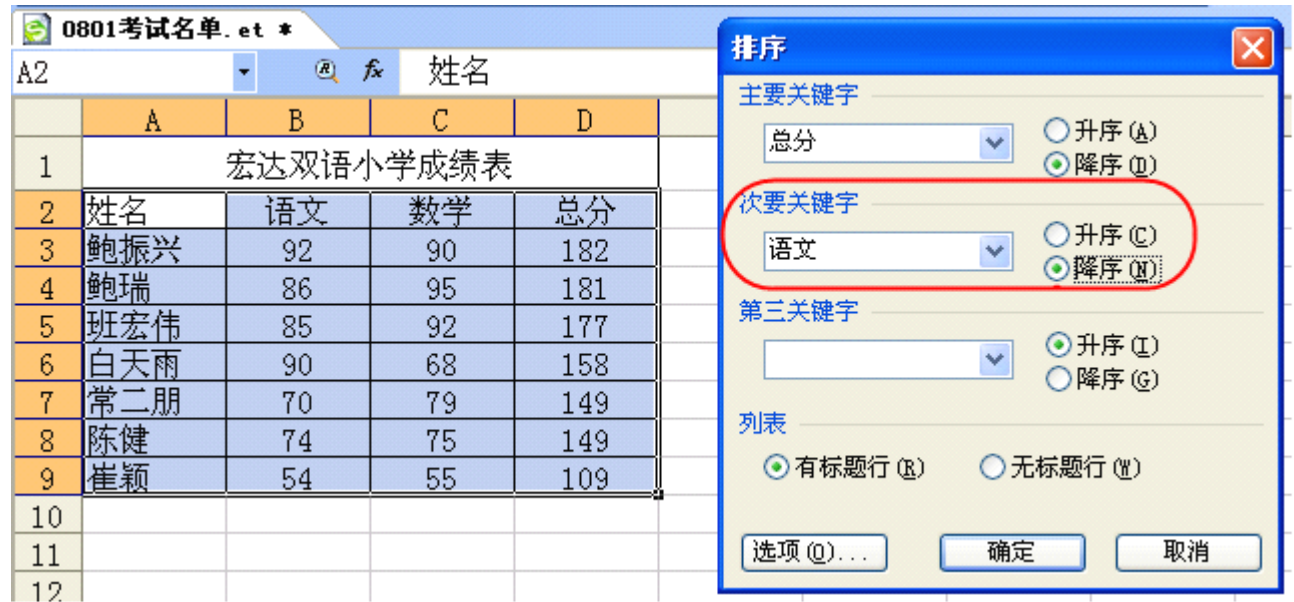 0801考试名单.et *
A2 fx 姓名
A B C D
1 宏达双语小学成绩表
2 姓名 语文 数学 总分
3 鲍振兴 92 90 182
4 鲍瑞 86 95 181
5 班宏伟 85 92 177
6 白天雨 90 68 158
7 常二朋 70 79 149
8 陈健 74 75 149
9 崔颖 54 55 109
10
11
12
排序
主要关键字
总分 升序(A)
降序(D)
次要关键字
语文 升序(C)
降序(N)
第三关键字
升序(I)
降序(G)
列表
有标题行(R) 无标题行(W)
选项(O)... 确定 取消